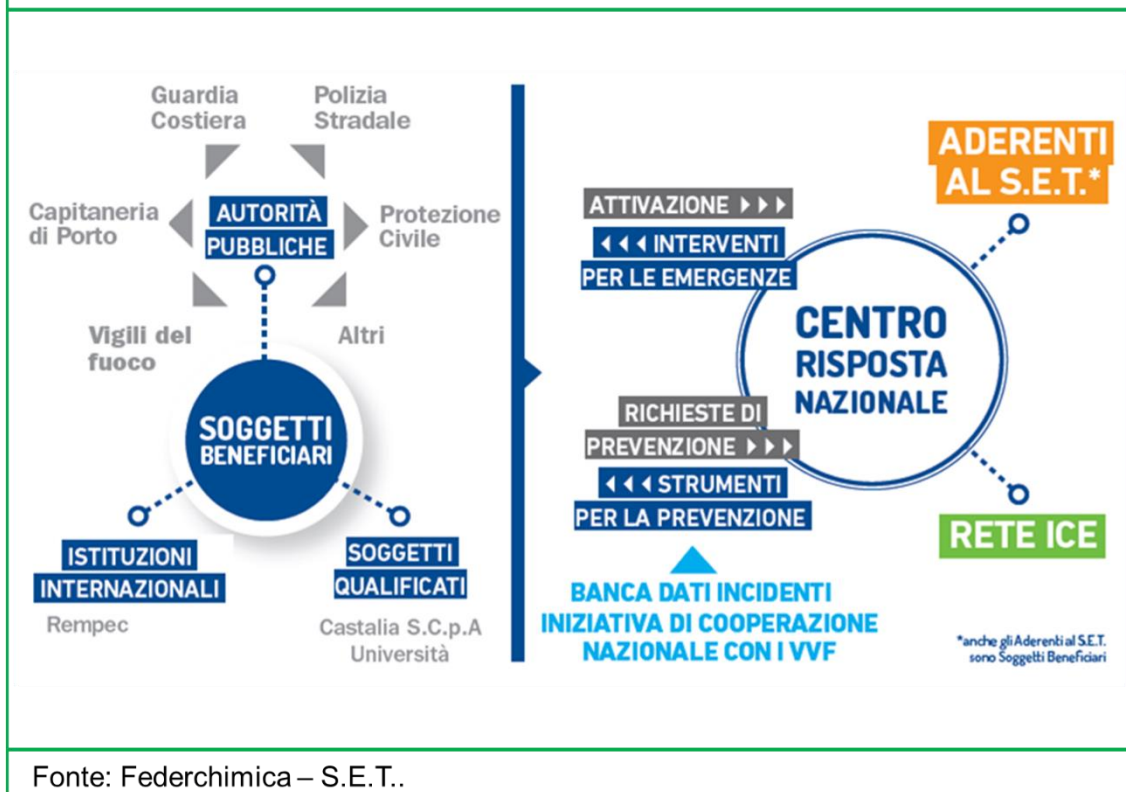 Guardia
Costiera
Polizia
Stradale
Capitaneria
di Porto
AUTORITÀ
PUBBLICHE
Protezione
Civile
Vigili del
fuoco
Altri
SOGGETTI
BENEFICIARI
ISTITUZIONI
INTERNAZIONALI
Rempec
SOGGETTI
QUALIFICATI
Castalia S.C.p.A
Università
ATTIVAZIONE
INTERVENTI
PER LE EMERGENZE
RICHIESTE DI
PREVENZIONE
STRUMENTI
PER LA PREVENZIONE
BANCA DATI INCIDENTI
INIZIATIVA DI COOPERAZIONE
NAZIONALE CON I VVF
CENTRO
RISPOSTA
NAZIONALE
ADERENTI
AL S.E.T.*
RETE ICE
*anche gli Aderenti al S.E.T.
sono Soggetti Beneficiari
Fonte: Federchimica – S.E.T..